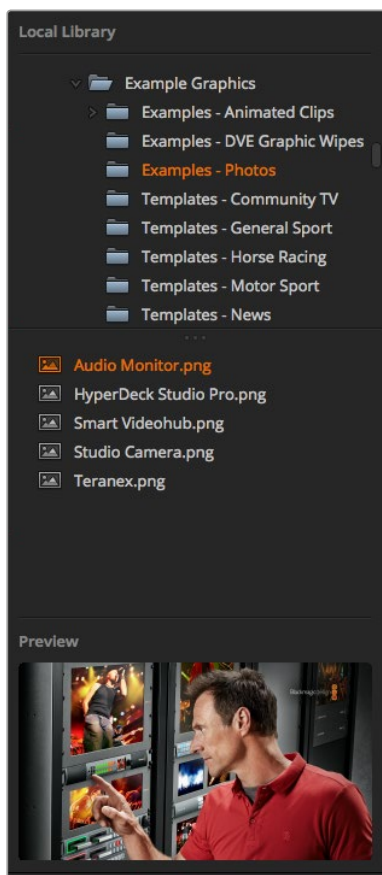 Local Library
Example Graphics
Examples - Animated Clips
Examples - DVE Graphic Wipes
Examples - Photos
Templates - Community TV
Templates - General Sport
Templates - Horse Racing
Templates - Motor Sport
Templates - News
Audio Monitor.png
HyperDeck Studio Pro.png
Smart Videohub.png
Studio Camera.png
Teranex.png
Preview
Blackmagicdesign